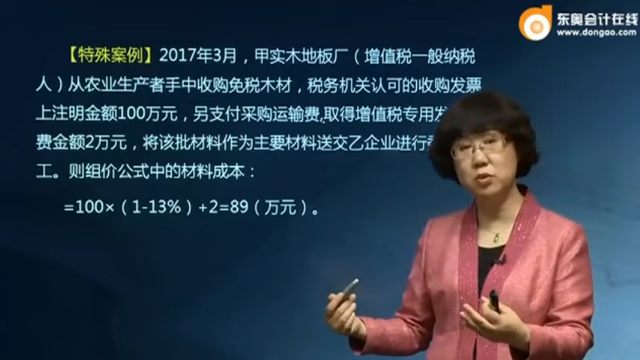 东奥会计在线
www.dongao.com
【特殊案例】2017年3月，甲实木地板厂（增值税一般纳税
人）从农业生产者手中收购免税木材，税务机关认可的收购发票
上注明金额100万元，另支付采购运输费,取得增值税专用发
费金额2万元，将该批材料作为主要材料送交乙企业进行
工。则组价公式中的材料成本：
=100×（1-13%）+2=89（万元）。